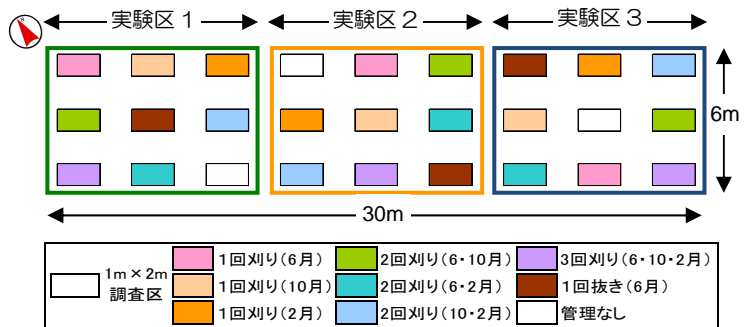 実験区1
実験区2
実験区3
N
6m
30m
1m×2m
調査区
1回刈り(6月)
2回刈り(6・10月)
3回刈り(6・10・2月)
1回刈り(10月)
2回刈り(6・2月)
1回抜き(6月)
1回刈り(2月)
2回刈り(10・2月)
管理なし